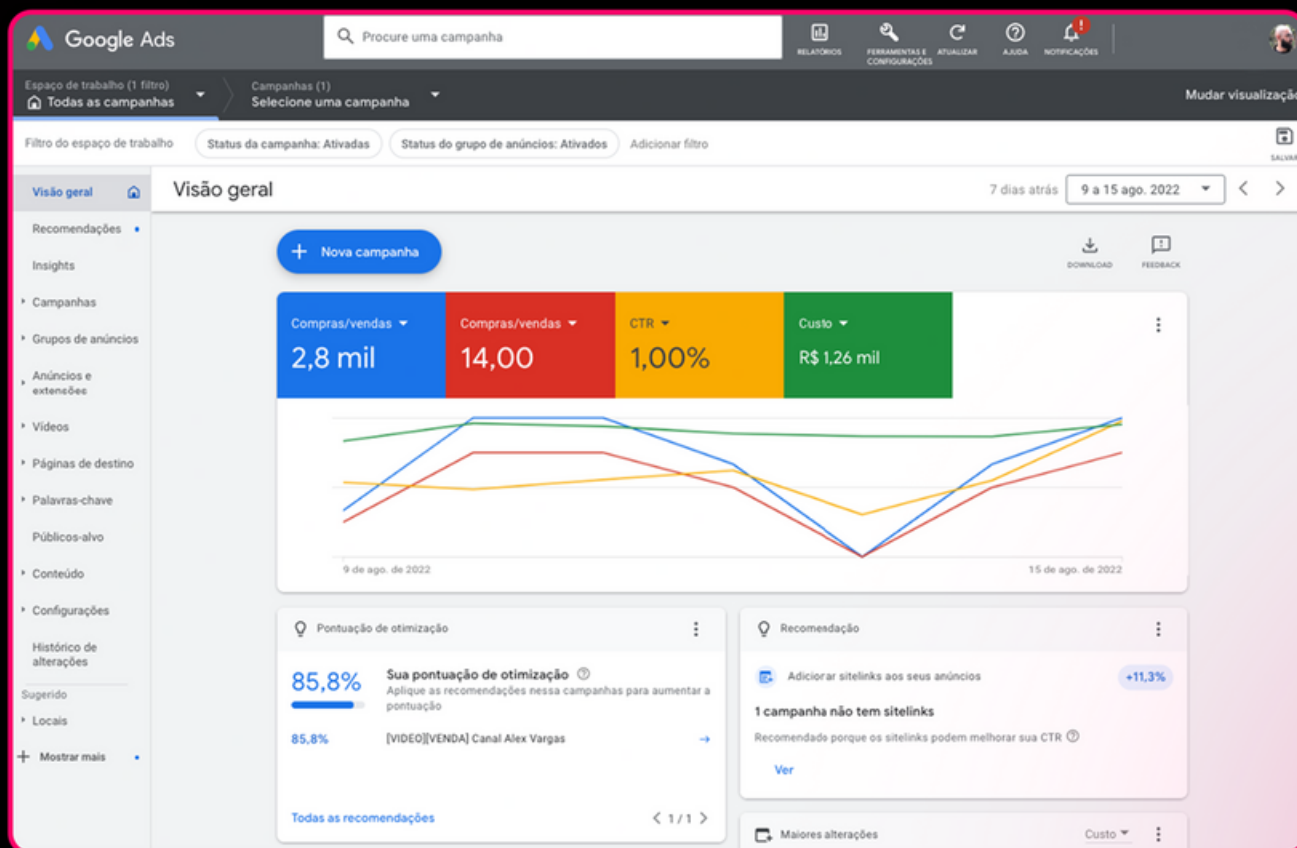 Google Ads
Procure uma campanha
RELATÓRIOS
FERRAMENTAS E
CONFIGURAÇÕES
ATUALIZAR
AJUDA
NOTIFICAÇÕES
Espaço de trabalho (1 filtro)
Todas as campanhas
Campanhas (1)
Selecione uma campanha
Mudar visualização
Filtro do espaço de trabalho
Status da campanha: Ativadas
Status do grupo de anúncios: Ativados
Adicionar filtro
SALVAR
Visão geral
Recomendações
Insights
Campanhas
Grupos de anúncios
Anúncios e
extensões
Vídeos
Páginas de destino
Palavras-chave
Públicos-alvo
Conteúdo
Configurações
Histórico de
alterações
Sugerido
Locais
Mostrar mais
Visão geral
7 dias atrás
9 a 15 ago. 2022
+ Nova campanha
DOWNLOAD
FEEDBACK
Compras/vendas
2,8 mil
Compras/vendas
14,00
CTR
1,00%
Custo
R$ 1,26 mil
9 de ago. de 2022
15 de ago. de 2022
Pontuação de otimização
85,8%
Sua pontuação de otimização
Aplique as recomendações nessa campanhas para aumentar a
pontuação
85,8%
[VIDEO][VENDA] Canal Alex Vargas
Todas as recomendações
1 / 1
Recomendação
Adicionar sitelinks aos seus anúncios
+11,3%
1 campanha não tem sitelinks
Recomendado porque os sitelinks podem melhorar sua CTR
Ver
Maiores alterações
Custo